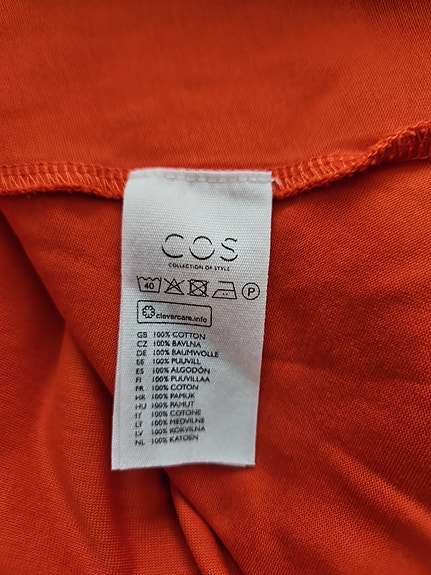 COS
COLLECTION OF STYLE
40 P
clevercare.info
GB 100% COTTON
CZ 100% BAVLNA
DE 100% BAUMWOLLE
EE 100% PUUVILL
ES 100% ALGODÓN
FI 100% PUUVILLAA
FR 100% COTON
HR 100% PAMUK
HU 100% PAMUT
IT 100% COTONE
LT 100% MEDVILNĖ
LV 100% KOKVILNA
NL 100% KATOEN